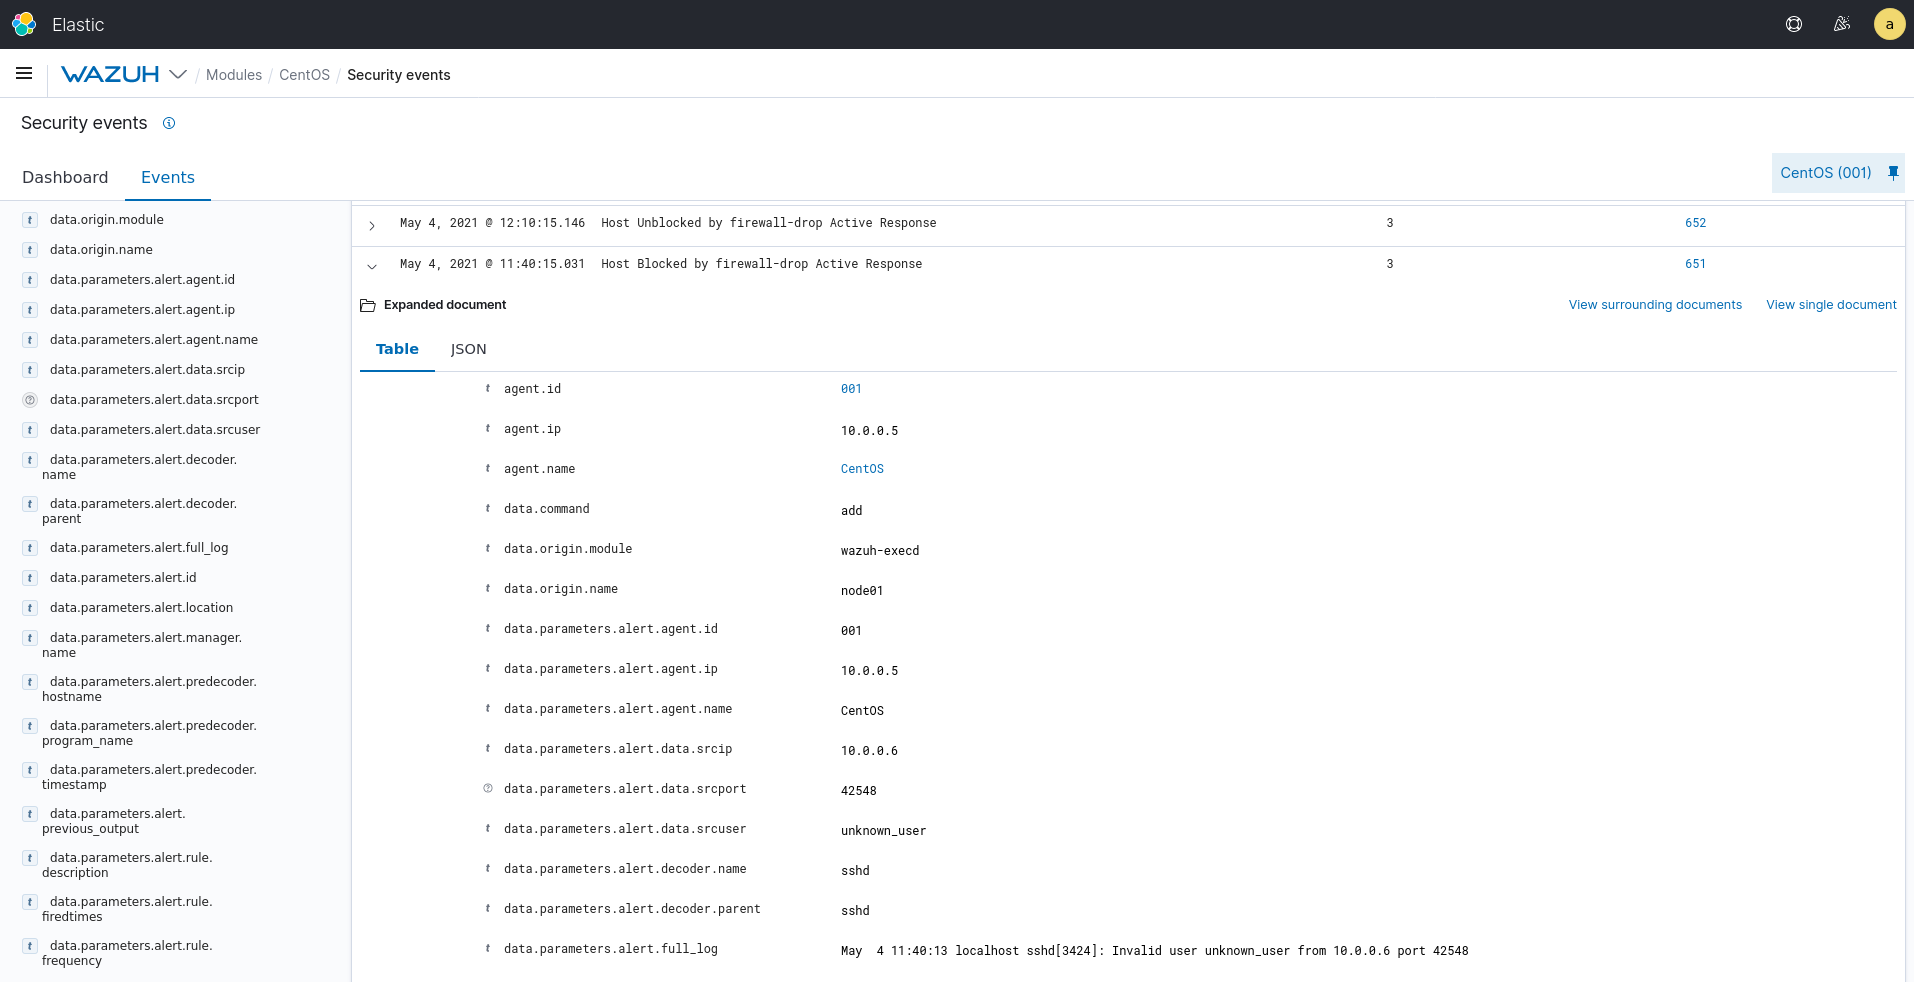 Elastic
a
WAZUH / Modules / CentOS / Security events
Security events
Dashboard Events
CentOS (001)
t data.origin.module
t data.origin.name
t data.parameters.alert.agent.id
t data.parameters.alert.agent.ip
t data.parameters.alert.agent.name
t data.parameters.alert.data.srcip
data.parameters.alert.data.srcport
t data.parameters.alert.data.srcuser
t data.parameters.alert.decoder.
name
t data.parameters.alert.decoder.
parent
t data.parameters.alert.full_log
t data.parameters.alert.id
t data.parameters.alert.location
t data.parameters.alert.manager.
name
t data.parameters.alert.predecoder.
hostname
t data.parameters.alert.predecoder.
program_name
t data.parameters.alert.predecoder.
timestamp
t data.parameters.alert.
previous_output
t data.parameters.alert.rule.
description
t data.parameters.alert.rule.
firedtimes
t data.parameters.alert.rule.
frequency
May 4, 2021 @ 12:10:15.146 Host Unblocked by firewall-drop Active Response 3 652
May 4, 2021 @ 11:40:15.031 Host Blocked by firewall-drop Active Response 3 651
Expanded document View surrounding documents View single document
Table JSON
t agent.id 001
t agent.ip 10.0.0.5
t agent.name CentOS
t data.command add
t data.origin.module wazuh-execd
t data.origin.name node01
t data.parameters.alert.agent.id 001
t data.parameters.alert.agent.ip 10.0.0.5
t data.parameters.alert.agent.name CentOS
t data.parameters.alert.data.srcip 10.0.0.6
data.parameters.alert.data.srcport 42548
t data.parameters.alert.data.srcuser unknown_user
t data.parameters.alert.decoder.name sshd
t data.parameters.alert.decoder.parent sshd
t data.parameters.alert.full_log May  4 11:40:13 localhost sshd[3424]: Invalid user unknown_user from 10.0.0.6 port 42548